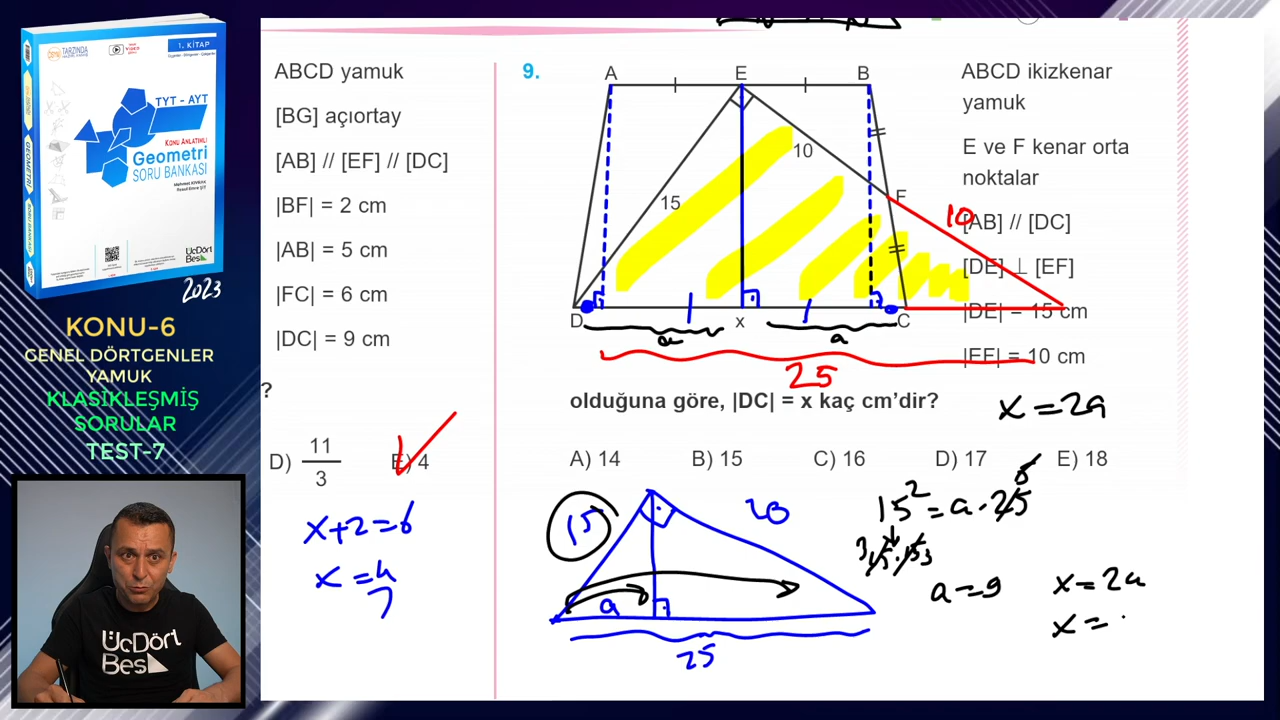 TARZINDA
1. KİTAP
TYT - AYT
KONU ANLATIMLI
Geometri
SORU BANKASI
GEOMETRİ
ÜçDört
Beş
2023
KONU-6
GENEL DÖRTGENLER
YAMUK
KLASİKLEŞMİŞ
SORULAR
TEST-7
ÜçDört
Beş
ABCD yamuk
[BG] açıortay
[AB] // [EF] // [DC]
|BF| = 2 cm
|AB| = 5 cm
|FC| = 6 cm
|DC| = 9 cm
?
D) 11/3
E) 4
x+2=6
x=4
9.
A E B
10
15
F
10
D x C
a a
25
ABCD ikizkenar
yamuk
E ve F kenar orta
noktalar
[AB] // [DC]
[DE] ⊥ [EF]
|DE| = 15 cm
|EF| = 10 cm
olduğuna göre, |DC| = x kaç cm'dir?
x=2a
A) 14 B) 15 C) 16 D) 17 E) 18
15
20
a
25
15²=a.25
a=9
x=2a
x=